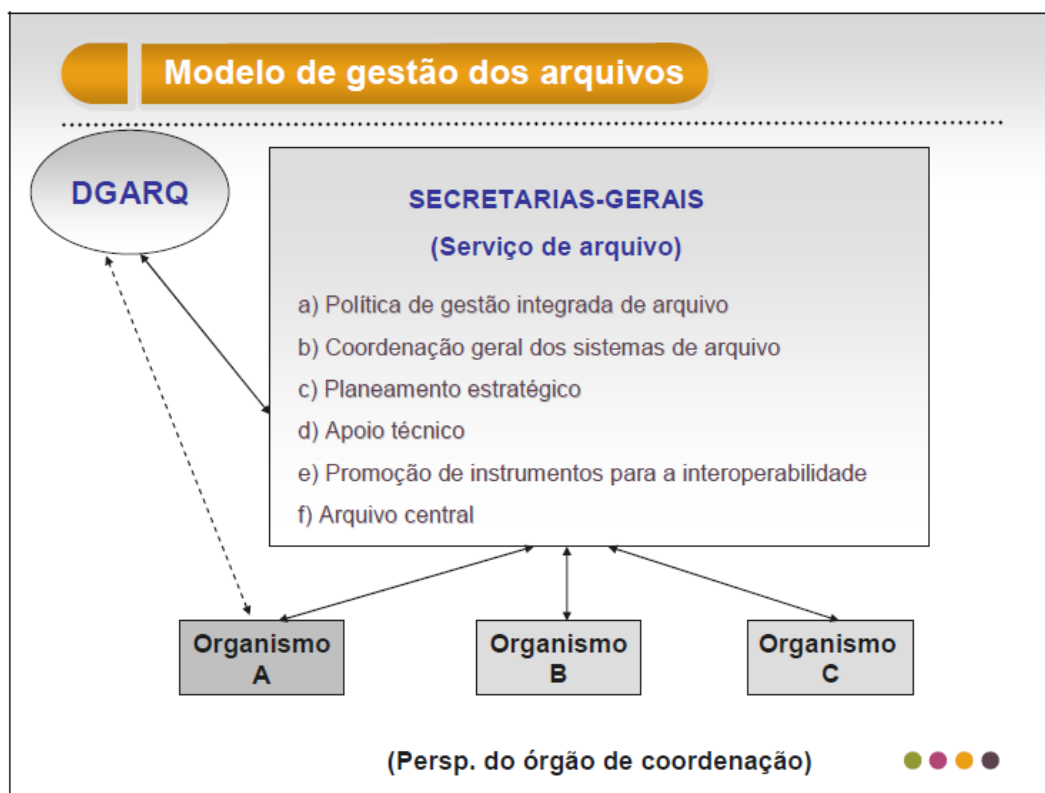 Modelo de gestão dos arquivos
DGARQ
SECRETARIAS-GERAIS
(Serviço de arquivo)
a) Política de gestão integrada de arquivo
b) Coordenação geral dos sistemas de arquivo
c) Planeamento estratégico
d) Apoio técnico
e) Promoção de instrumentos para a interoperabilidade
f) Arquivo central
Organismo
A
Organismo
B
Organismo
C
(Persp. do órgão de coordenação)